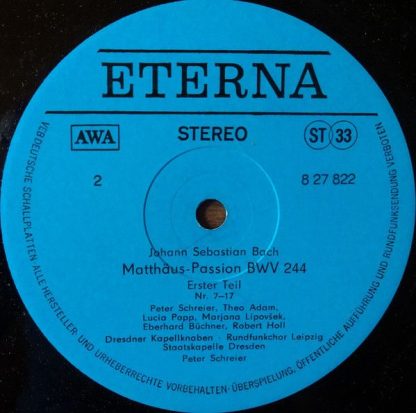 ETERNA
AWA
STEREO
ST 33
2
8 27 822
Johann Sebastian Bach
Matthäus-Passion BWV 244
Erster Teil
Nr. 7–17
Peter Schreier, Theo Adam,
Lucia Popp, Marjana Lipovšek,
Eberhard Büchner, Robert Holl
Dresdner Kapellknaben · Rundfunkchor Leipzig
Staatskapelle Dresden
Peter Schreier
VEB DEUTSCHE SCHALLPLATTEN ALLE HERSTELLER- UND URHEBERRECHTE VORBEHALTEN · ÜBERSPIELUNG, ÖFFENTLICHE AUFFÜHRUNG UND RUNDFUNKSENDUNG VERBOTEN